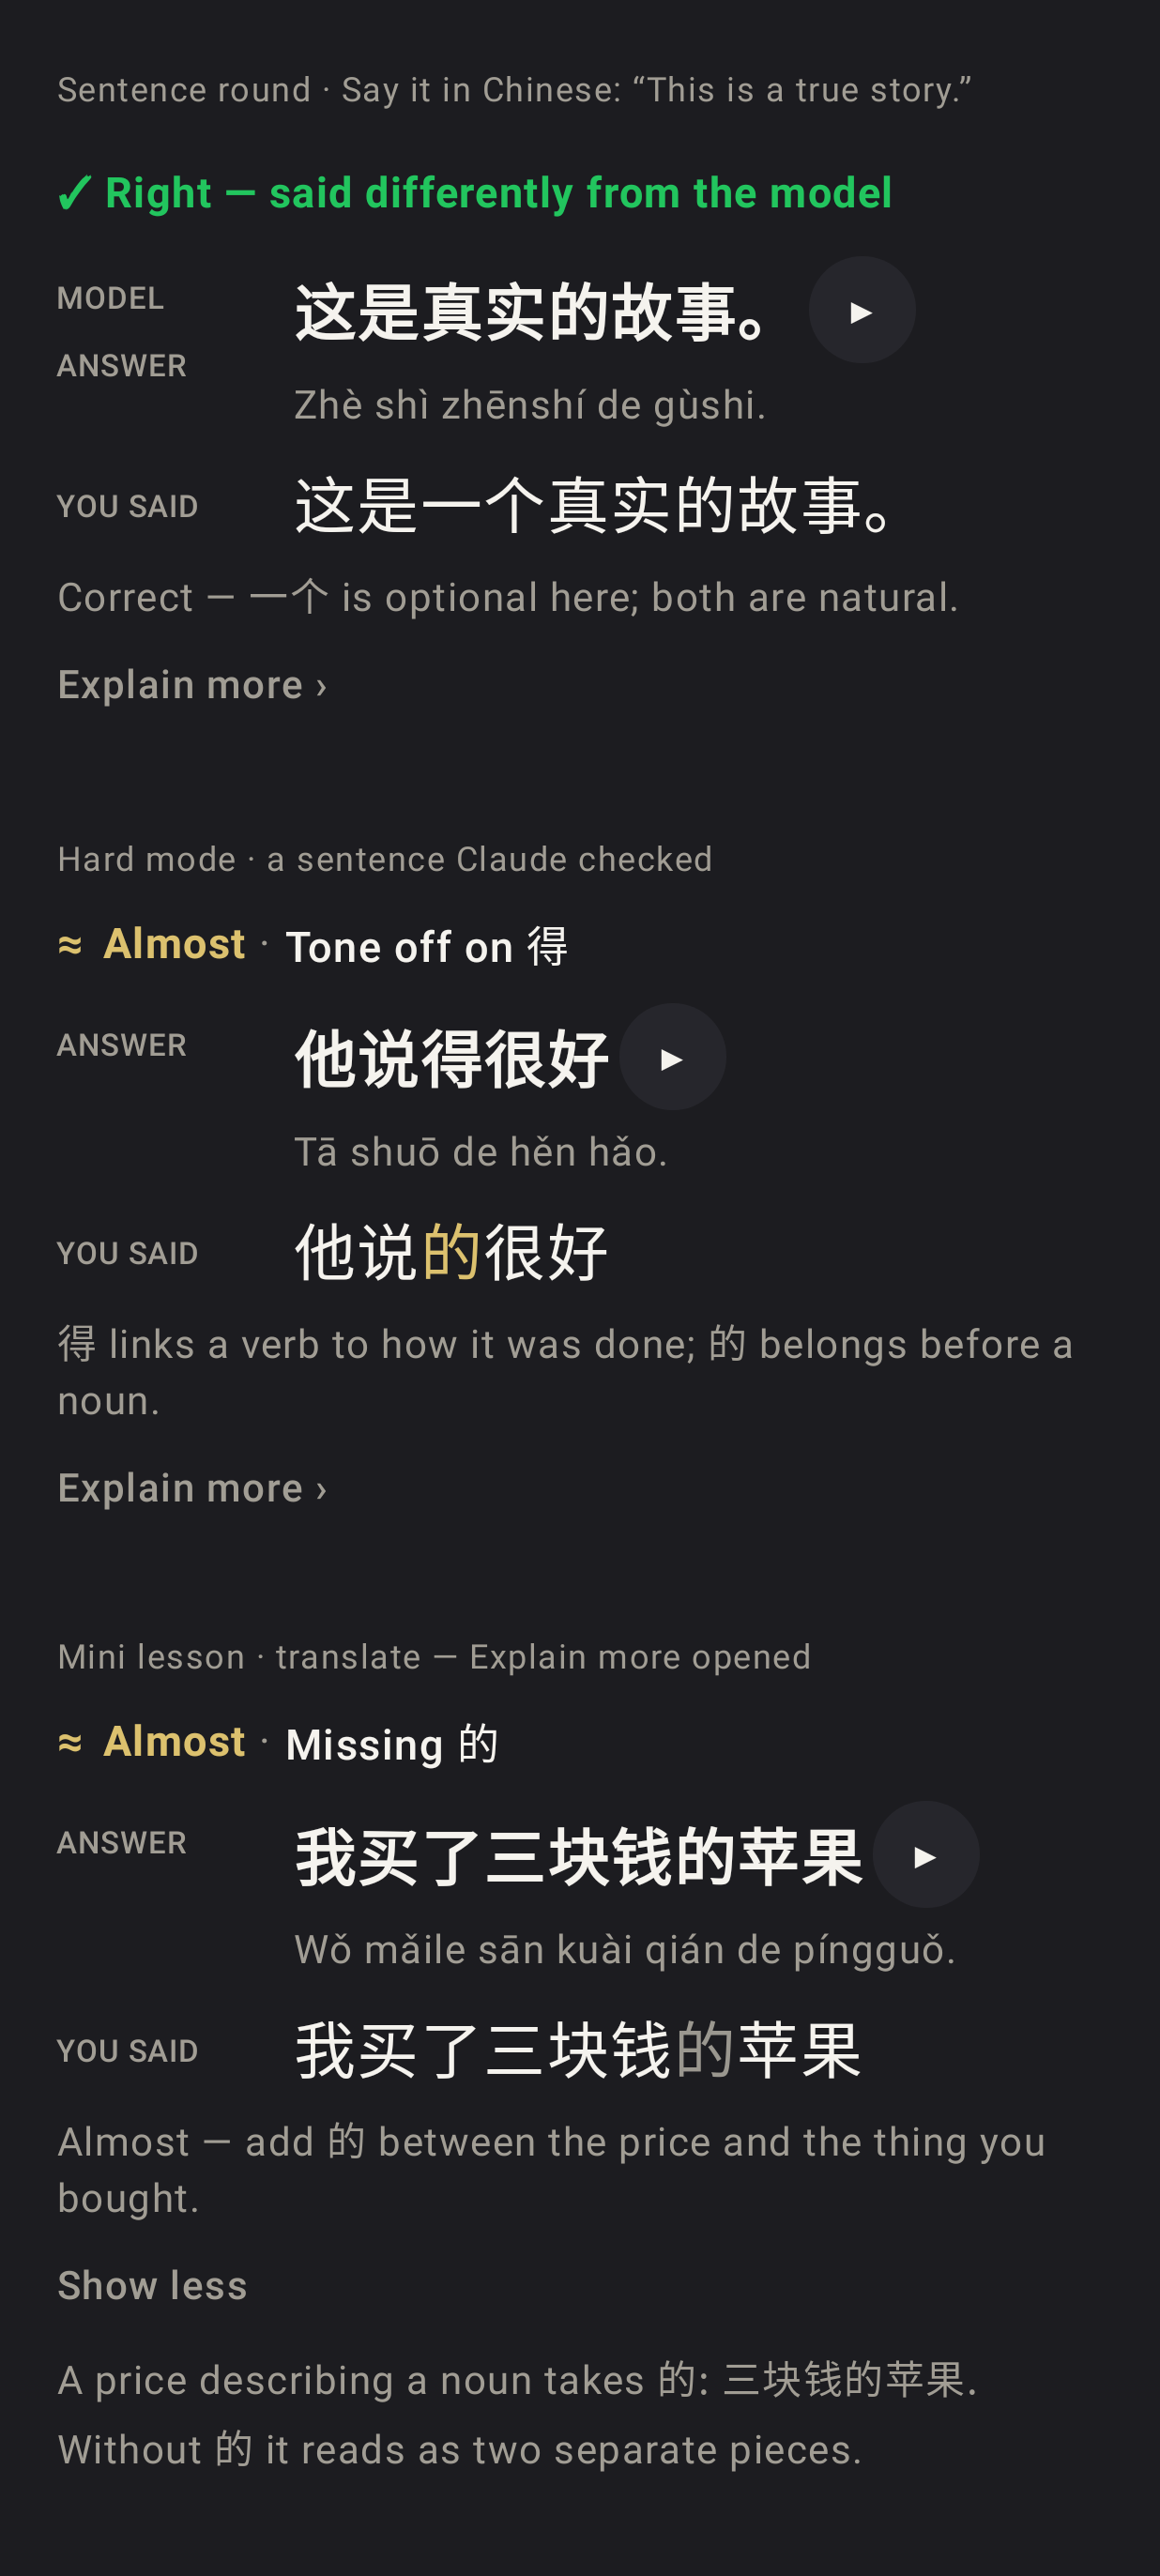 Sentence round · Say it in Chinese: “This is a true story.”
✓ Right — said differently from the model
MODEL ANSWER
这是真实的故事。 ▶
Zhè shì zhēnshí de gùshi.
YOU SAID
这是一个真实的故事。
Correct — 一个 is optional here; both are natural.
Explain more ›
Hard mode · a sentence Claude checked
≈ Almost · Tone off on 得
ANSWER
他说得很好 ▶
Tā shuō de hěn hǎo.
YOU SAID
他说的很好
得 links a verb to how it was done; 的 belongs before a
noun.
Explain more ›
Mini lesson · translate — Explain more opened
≈ Almost · Missing 的
ANSWER
我买了三块钱的苹果 ▶
Wǒ mǎile sān kuài qián de píngguǒ.
YOU SAID
我买了三块钱的苹果
Almost — add 的 between the price and the thing you
bought.
Show less
A price describing a noun takes 的: 三块钱的苹果.
Without 的 it reads as two separate pieces.